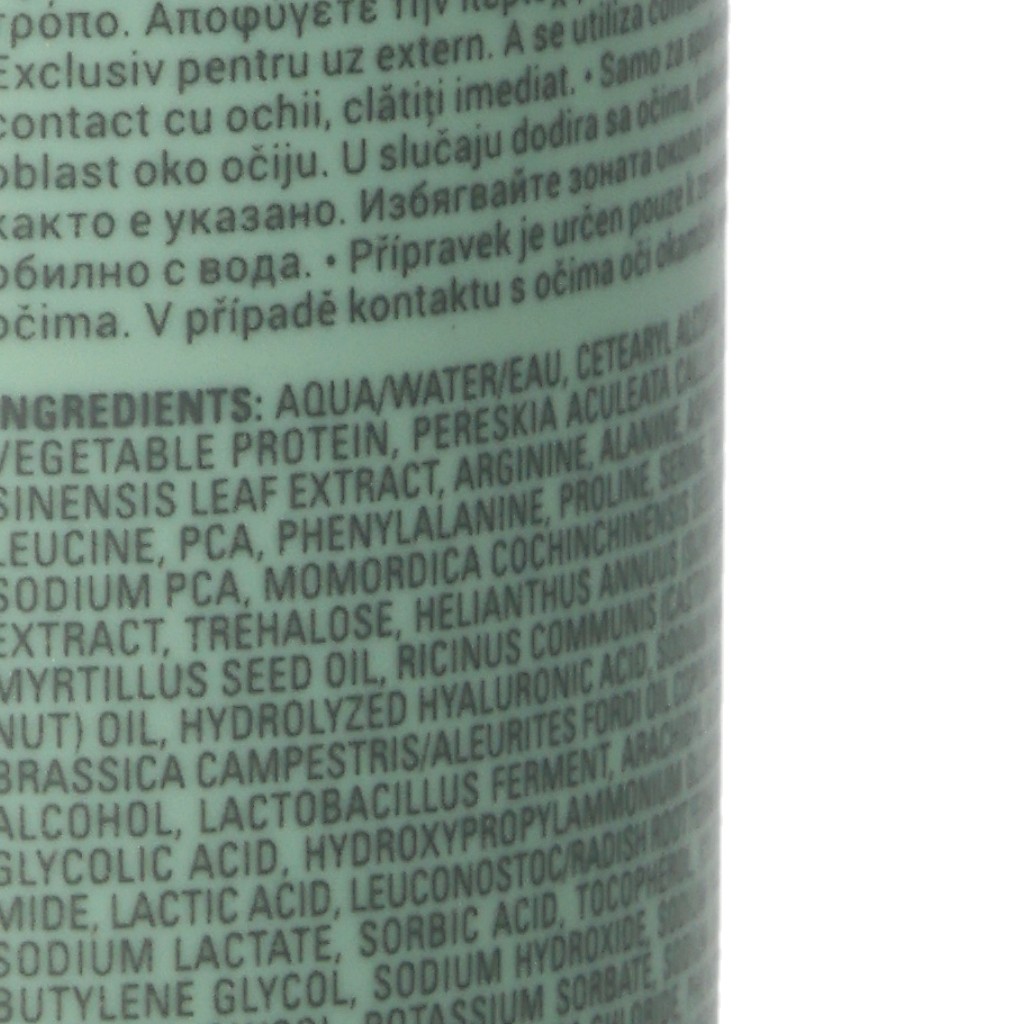 τρόπο. Αποφύγετε την
Exclusiv pentru uz extern. A se utiliza
contact cu ochii, clătiți imediat. • Samo za
oblast oko očiju. U slučaju dodira sa očima,
както е указано. Избягвайте зоната около
обилно с вода. • Přípravek je určen pouze k
očima. V případě kontaktu s očima oči
INGREDIENTS: AQUA/WATER/EAU, CETEARYL
VEGETABLE PROTEIN, PERESKIA ACULEATA
SINENSIS LEAF EXTRACT, ARGININE, ALANINE,
LEUCINE, PCA, PHENYLALANINE, PROLINE, SERINE,
SODIUM PCA, MOMORDICA COCHINCHINENSIS
EXTRACT, TREHALOSE, HELIANTHUS ANNUUS
MYRTILLUS SEED OIL, RICINUS COMMUNIS
NUT) OIL, HYDROLYZED HYALURONIC ACID,
BRASSICA CAMPESTRIS/ALEURITES FORDI OIL
ALCOHOL, LACTOBACILLUS FERMENT,
GLYCOLIC ACID, HYDROXYPROPYLAMMONIUM
MIDE, LACTIC ACID, LEUCONOSTOC/RADISH ROOT
SODIUM LACTATE, SORBIC ACID, TOCOPHEROL,
BUTYLENE GLYCOL, SODIUM HYDROXIDE,
POTASSIUM SORBATE,